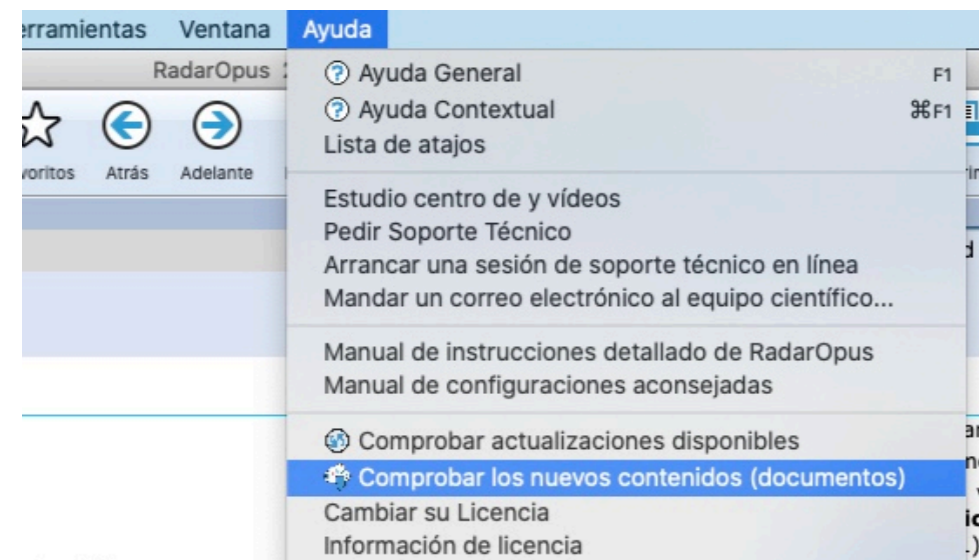 erramientas Ventana Ayuda
RadarOpus
voritos Atrás Adelante
Ayuda General F1
Ayuda Contextual ⌘F1
Lista de atajos
Estudio centro de y vídeos
Pedir Soporte Técnico
Arrancar una sesión de soporte técnico en línea
Mandar un correo electrónico al equipo científico...
Manual de instrucciones detallado de RadarOpus
Manual de configuraciones aconsejadas
Comprobar actualizaciones disponibles
Comprobar los nuevos contenidos (documentos)
Cambiar su Licencia
Información de licencia